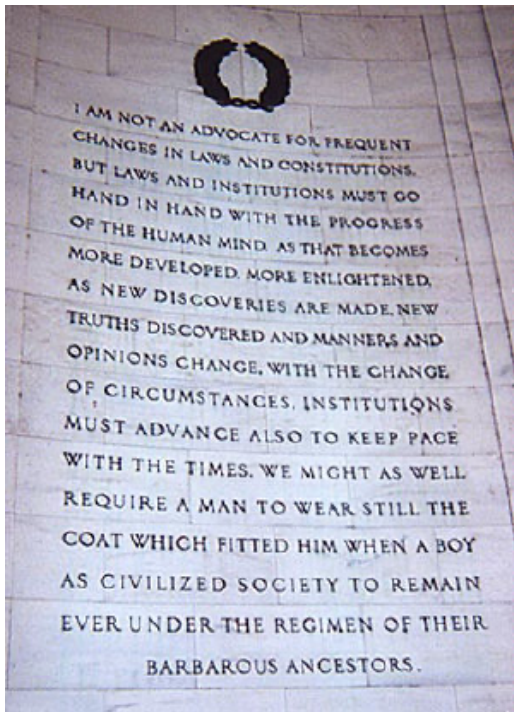 I AM NOT AN ADVOCATE FOR FREQUENT
CHANGES IN LAWS AND CONSTITUTIONS.
BUT LAWS AND INSTITUTIONS MUST GO
HAND IN HAND WITH THE PROGRESS
OF THE HUMAN MIND. AS THAT BECOMES
MORE DEVELOPED, MORE ENLIGHTENED,
AS NEW DISCOVERIES ARE MADE, NEW
TRUTHS DISCOVERED AND MANNERS AND
OPINIONS CHANGE, WITH THE CHANGE
OF CIRCUMSTANCES, INSTITUTIONS
MUST ADVANCE ALSO TO KEEP PACE
WITH THE TIMES. WE MIGHT AS WELL
REQUIRE A MAN TO WEAR STILL THE
COAT WHICH FITTED HIM WHEN A BOY
AS CIVILIZED SOCIETY TO REMAIN
EVER UNDER THE REGIMEN OF THEIR
BARBAROUS ANCESTORS.